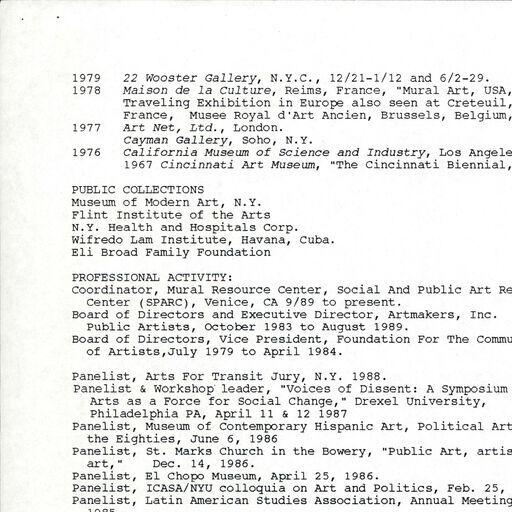 1979 22 Wooster Gallery, N.Y.C., 12/21-1/12 and 6/2-29.
1978 Maison de la Culture, Reims, France, "Mural Art, USA,
Traveling Exhibition in Europe also seen at Creteuil,
France, Musee Royal d'Art Ancien, Brussels, Belgium,
1977 Art Net, Ltd., London.
Cayman Gallery, Soho, N.Y.
1976 California Museum of Science and Industry, Los Angele
1967 Cincinnati Art Museum, "The Cincinnati Biennial,
PUBLIC COLLECTIONS
Museum of Modern Art, N.Y.
Flint Institute of the Arts
N.Y. Health and Hospitals Corp.
Wifredo Lam Institute, Havana, Cuba.
Eli Broad Family Foundation
PROFESSIONAL ACTIVITY:
Coordinator, Mural Resource Center, Social And Public Art Re
Center (SPARC), Venice, CA 9/89 to present.
Board of Directors and Executive Director, Artmakers, Inc.
Public Artists, October 1983 to August 1989.
Board of Directors, Vice President, Foundation For The Commu
of Artists,July 1979 to April 1984.
Panelist, Arts For Transit Jury, N.Y. 1988.
Panelist & Workshop leader, "Voices of Dissent: A Symposium
Arts as a Force for Social Change," Drexel University,
Philadelphia PA, April 11 & 12 1987
Panelist, Museum of Contemporary Hispanic Art, Political Art
the Eighties, June 6, 1986
Panelist, St. Marks Church in the Bowery, "Public Art, artis
art," Dec. 14, 1986.
Panelist, El Chopo Museum, April 25, 1986.
Panelist, ICASA/NYU colloquia on Art and Politics, Feb. 25,
Panelist, Latin American Studies Association, Annual Meeting
1985